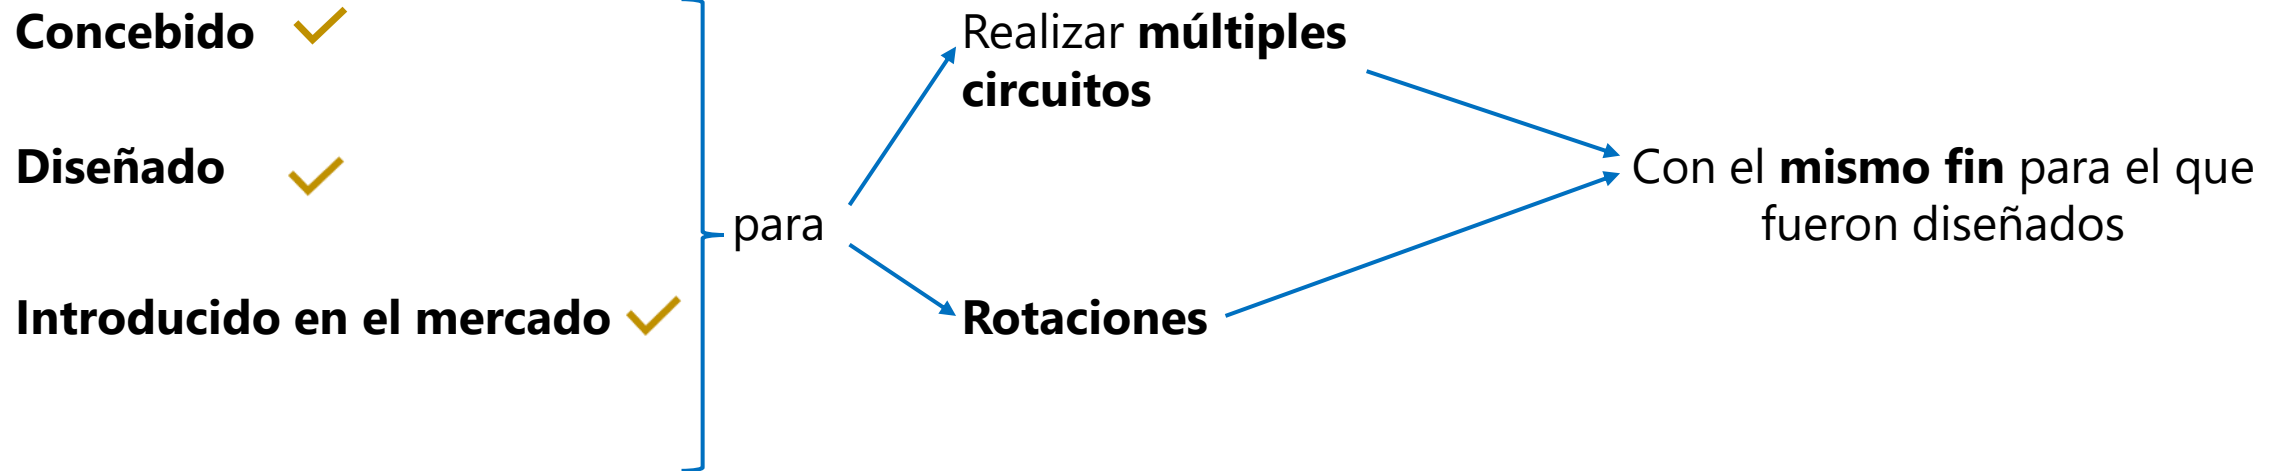 Concebido
Diseñado
Introducido en el mercado
para
Realizar múltiples
circuitos
Rotaciones
Con el mismo fin para el que
fueron diseñados